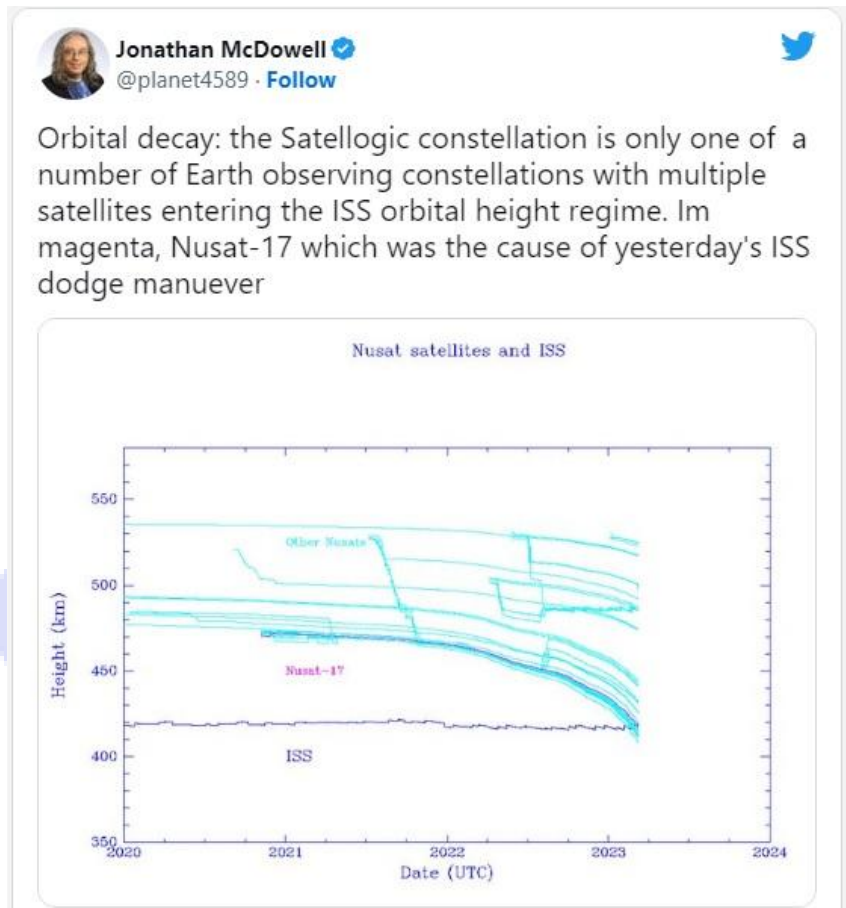 Jonathan McDowell
@planet4589 · Follow
Orbital decay: the Satellogic constellation is only one of a
number of Earth observing constellations with multiple
satellites entering the ISS orbital height regime. Im
magenta, Nusat-17 which was the cause of yesterday's ISS
dodge manuever
Nusat satellites and ISS
550
Other Nusats
500
Height (km)
450
Nusat-17
400
ISS
350
2020
2021
2022
2023
2024
Date (UTC)